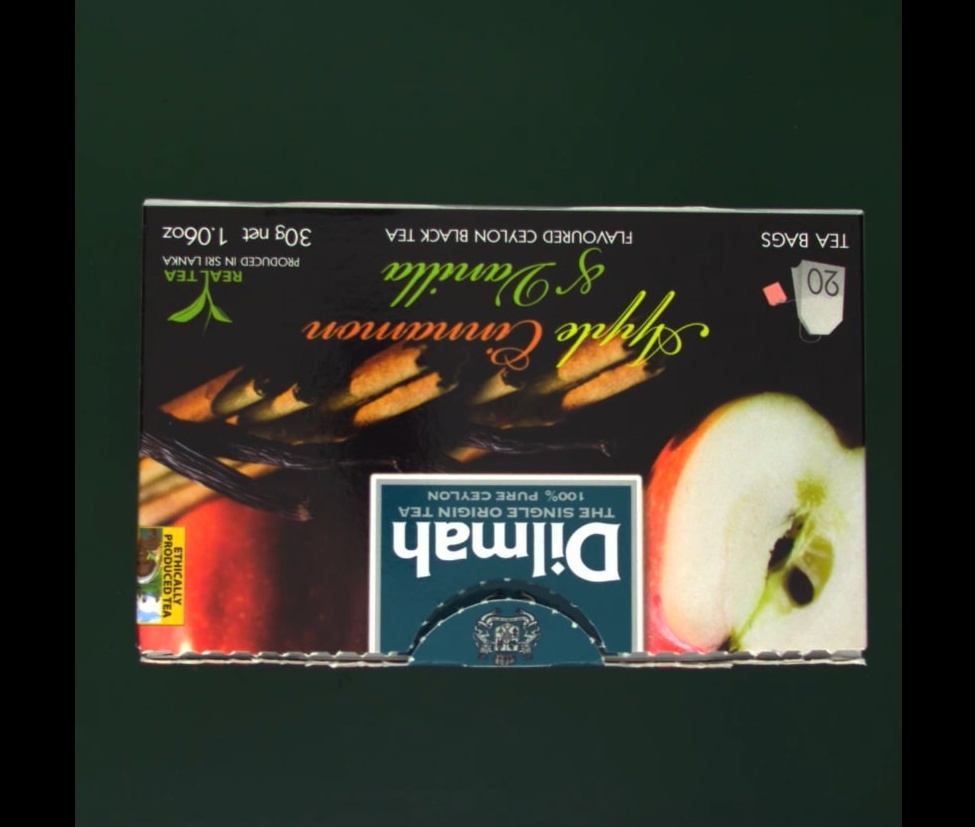 Dilmah
THE SINGLE ORIGIN TEA
100% PURE CEYLON
ETHICALLY
PRODUCED TEA
Apple Cinnamon
& Vanilla
FLAVOURED CEYLON BLACK TEA
20
TEA BAGS
REAL TEA
PRODUCED IN SRI LANKA
30g net 1.06oz